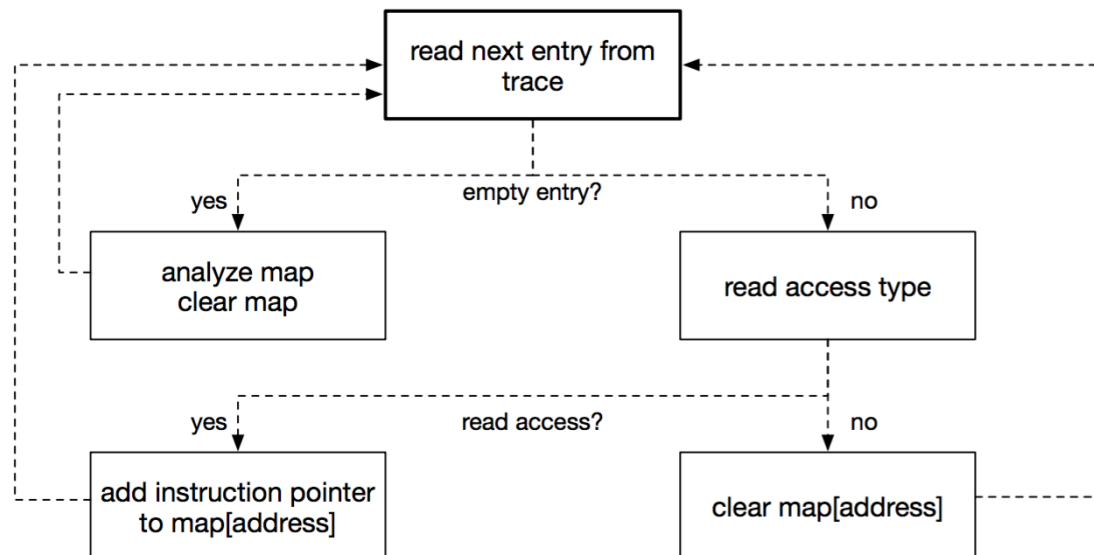 read next entry from
trace
empty entry?
yes
no
analyze map
clear map
read access type
read access?
yes
no
add instruction pointer
to map[address]
clear map[address]